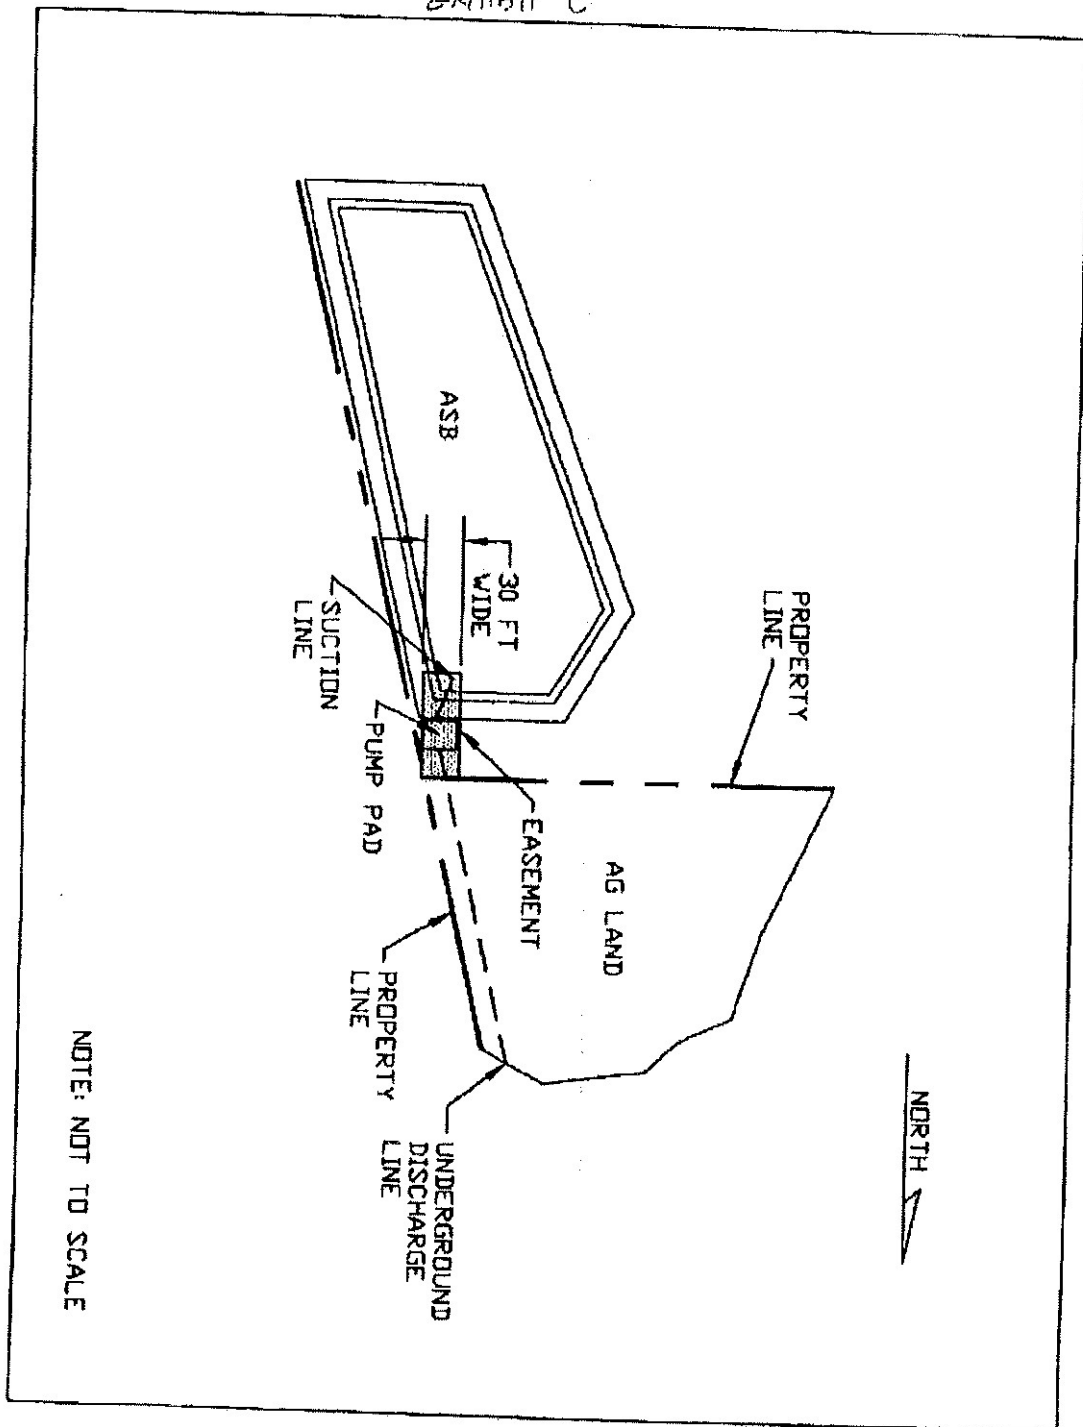 EXHIBIT C
ASB
30 FT
WIDE
PROPERTY
LINE
SUCTION
LINE
PUMP PAD
EASEMENT
AG LAND
PROPERTY
LINE
UNDERGROUND
DISCHARGE
LINE
NORTH
NOTE: NOT TO SCALE